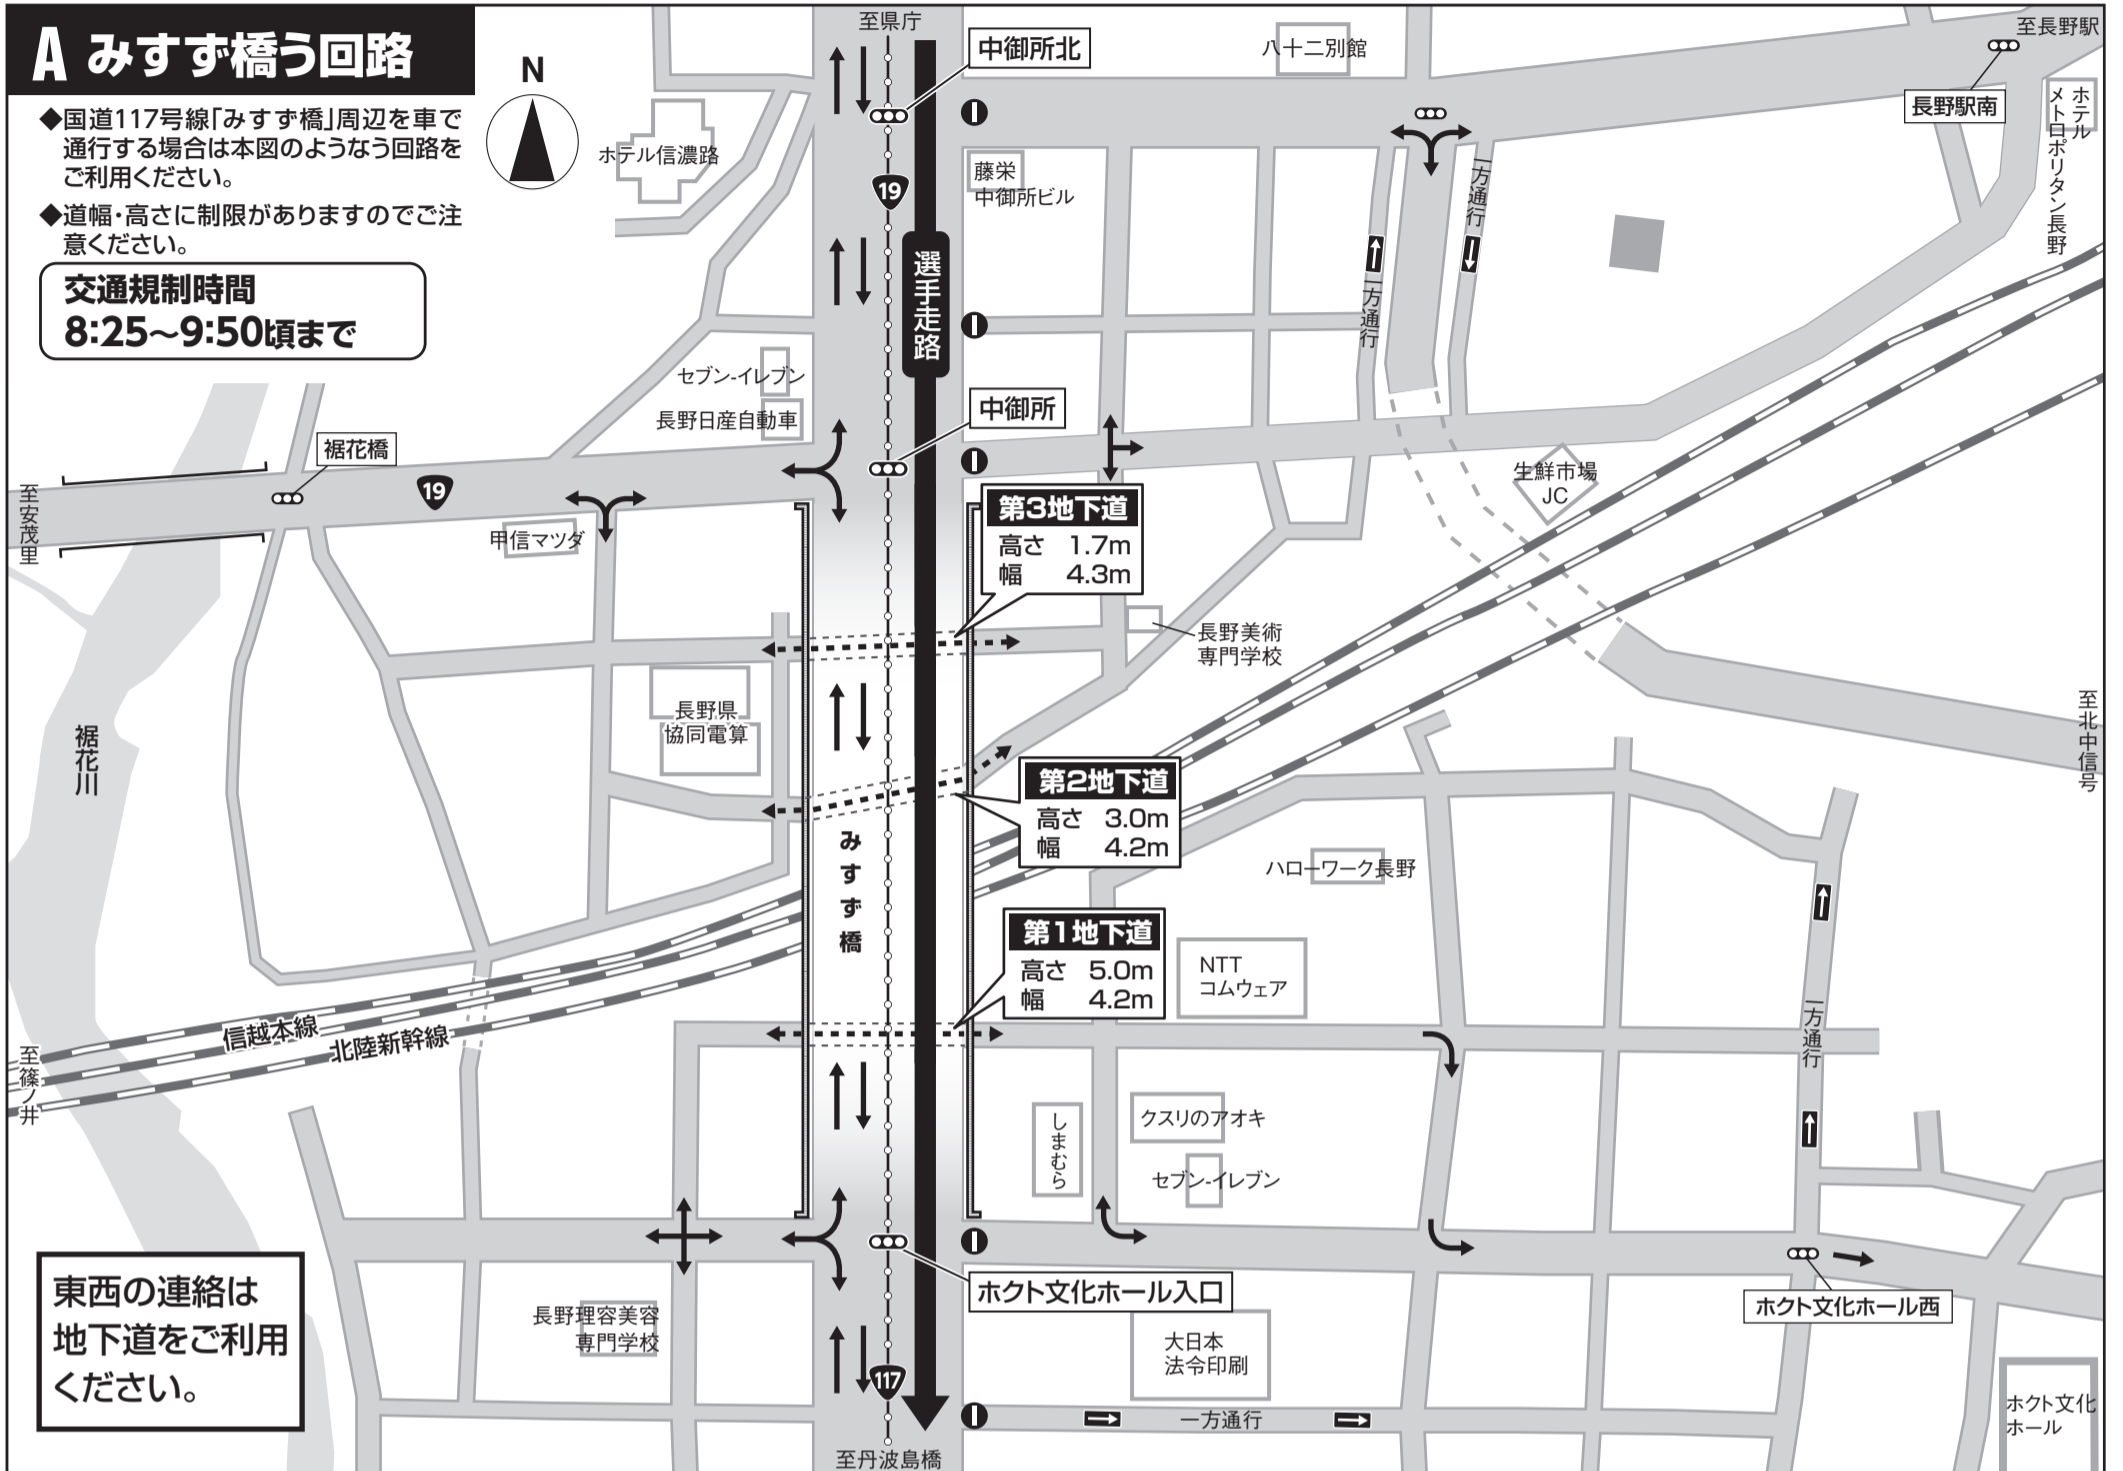 A みすず橋う回路
◆国道117号線「みすず橋」周辺を車で
通行する場合は本図のようなう回路を
ご利用ください。
◆道幅・高さに制限がありますのでご注
意ください。
交通規制時間
8:25〜9:50頃まで
N
至県庁
中御所北
八十二別館
至長野駅
長野駅南
ホテル
メトロポリタン長野
ホテル信濃路
19
藤栄
中御所ビル
一方通行
一方通行
選手走路
セブン-イレブン
長野日産自動車
中御所
裾花橋
19
至安茂里
甲信マツダ
生鮮市場
JC
第3地下道
高さ 1.7m
幅 4.3m
長野美術
専門学校
長野県
協同電算
裾花川
至北中信号
第2地下道
高さ 3.0m
幅 4.2m
みすず橋
ハローワーク長野
第1地下道
高さ 5.0m
幅 4.2m
NTT
コムウェア
信越本線
北陸新幹線
至篠ノ井
一方通行
しまむら
クスリのアオキ
セブン-イレブン
ホクト文化ホール入口
ホクト文化ホール西
東西の連絡は
地下道をご利用
ください。
長野理容美容
専門学校
大日本
法令印刷
117
一方通行
ホクト文化
ホール
至丹波島橋